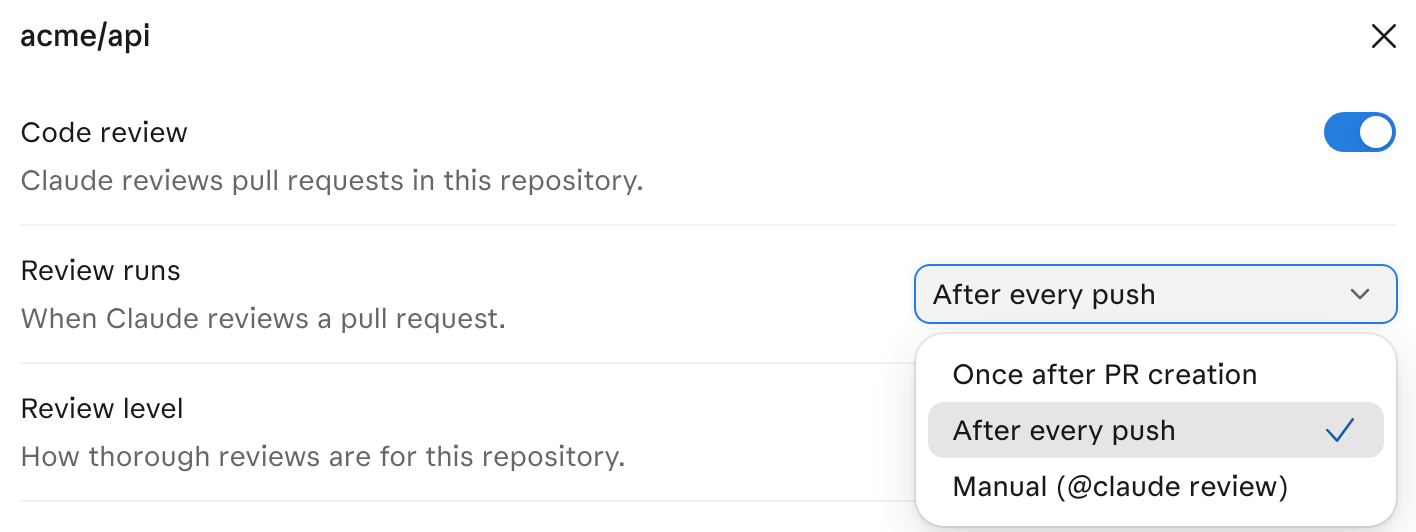 acme/api
Code review
Claude reviews pull requests in this repository.
Review runs
When Claude reviews a pull request.
After every push
Once after PR creation
After every push
Manual (@claude review)
Review level
How thorough reviews are for this repository.